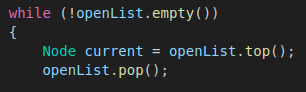 while (!openList.empty())
{
    Node current = openList.top();
    openList.pop();